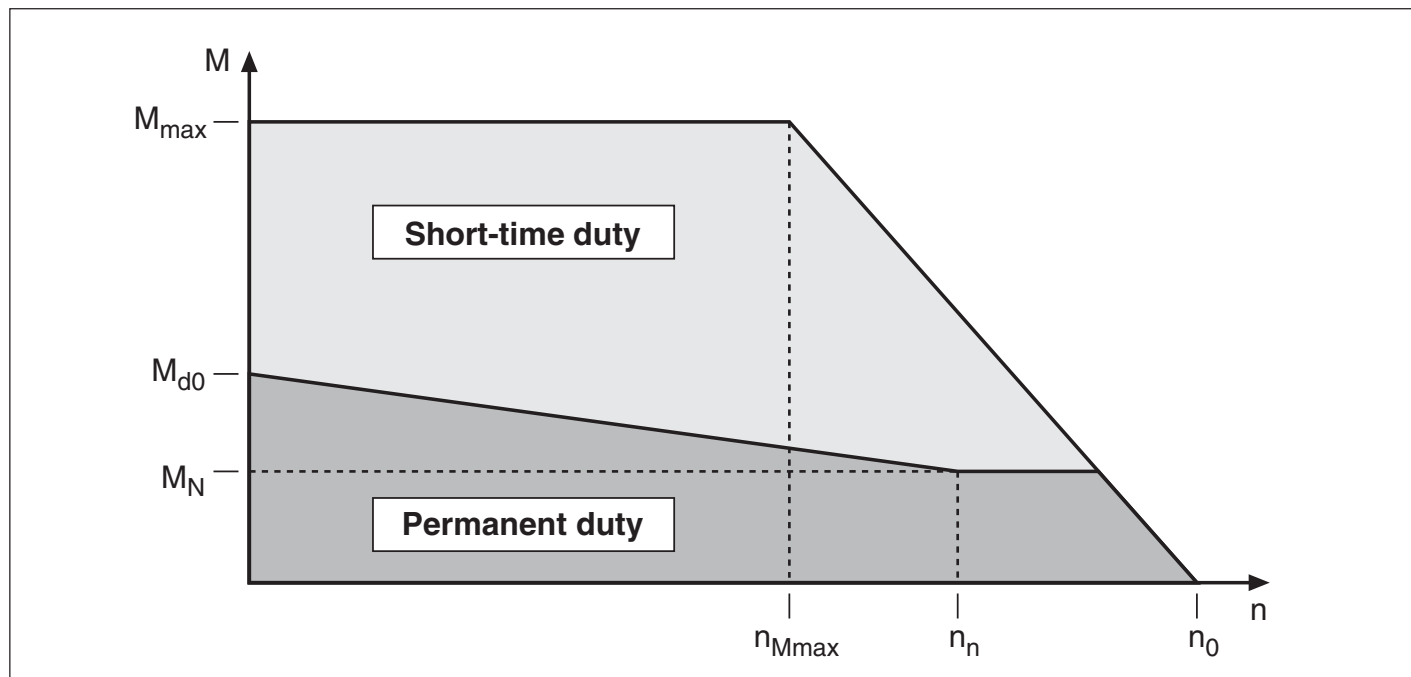 M
M_max
Short-time duty
M_d0
M_N
Permanent duty
n
n_Mmax
n_n
n_0